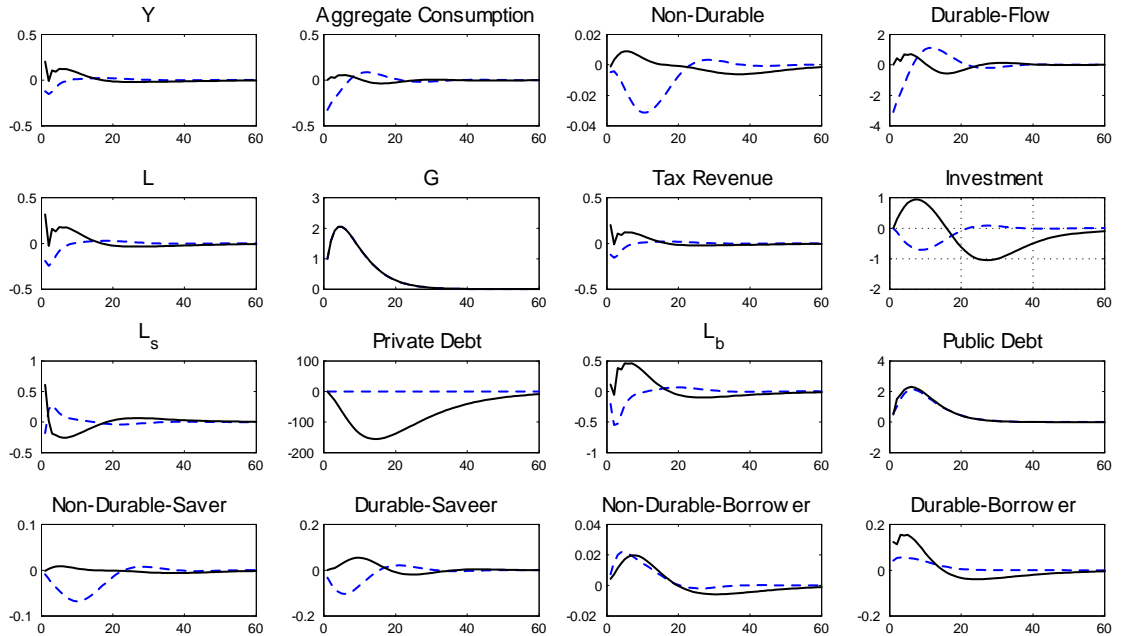 Y Aggregate Consumption Non-Durable Durable-Flow
0.5 0.5 0.02 2
0 0 0 0
-0.02 -2
-0.5 -0.5 -0.04 -4
0 20 40 60 0 20 40 60 0 20 40 60 0 20 40 60
L G Tax Revenue Investment
0.5 3 0.5 1
2 0
0 1 0 -1
-0.5 0 -0.5 -2
0 20 40 60 0 20 40 60 0 20 40 60 0 20 40 60
Ls Private Debt Lb Public Debt
1 100 0.5 4
0.5 0 0 2
0 -100 -0.5 0
-0.5 -200 -1 -2
0 20 40 60 0 20 40 60 0 20 40 60 0 20 40 60
Non-Durable-Saver Durable-Saveer Non-Durable-Borrower Durable-Borrower
0.1 0.2 0.04 0.2
0.02
0 0 0 0
-0.1 -0.2 -0.02 -0.2
0 20 40 60 0 20 40 60 0 20 40 60 0 20 40 60